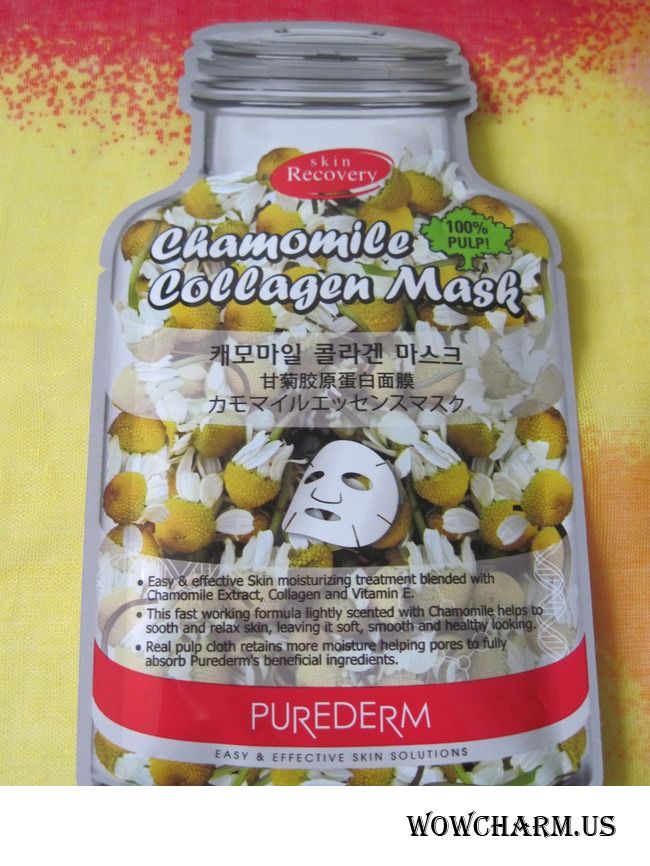 skin
Recovery
Chamomile
100%
PULP!
Collagen Mask
캐모마일 콜라겐 마스크
甘菊胶原蛋白面膜
カモマイルエッセンスマスク
• Easy & effective Skin moisturizing treatment blended with
Chamomile Extract, Collagen and Vitamin E.
• This fast working formula lightly scented with Chamomile helps to
sooth and relax skin, leaving it soft, smooth and healthy looking.
• Real pulp cloth retains more moisture helping pores to fully
absorb Purederm's beneficial ingredients.
PUREDERM
EASY & EFFECTIVE SKIN SOLUTIONS
WOWCHARM.US